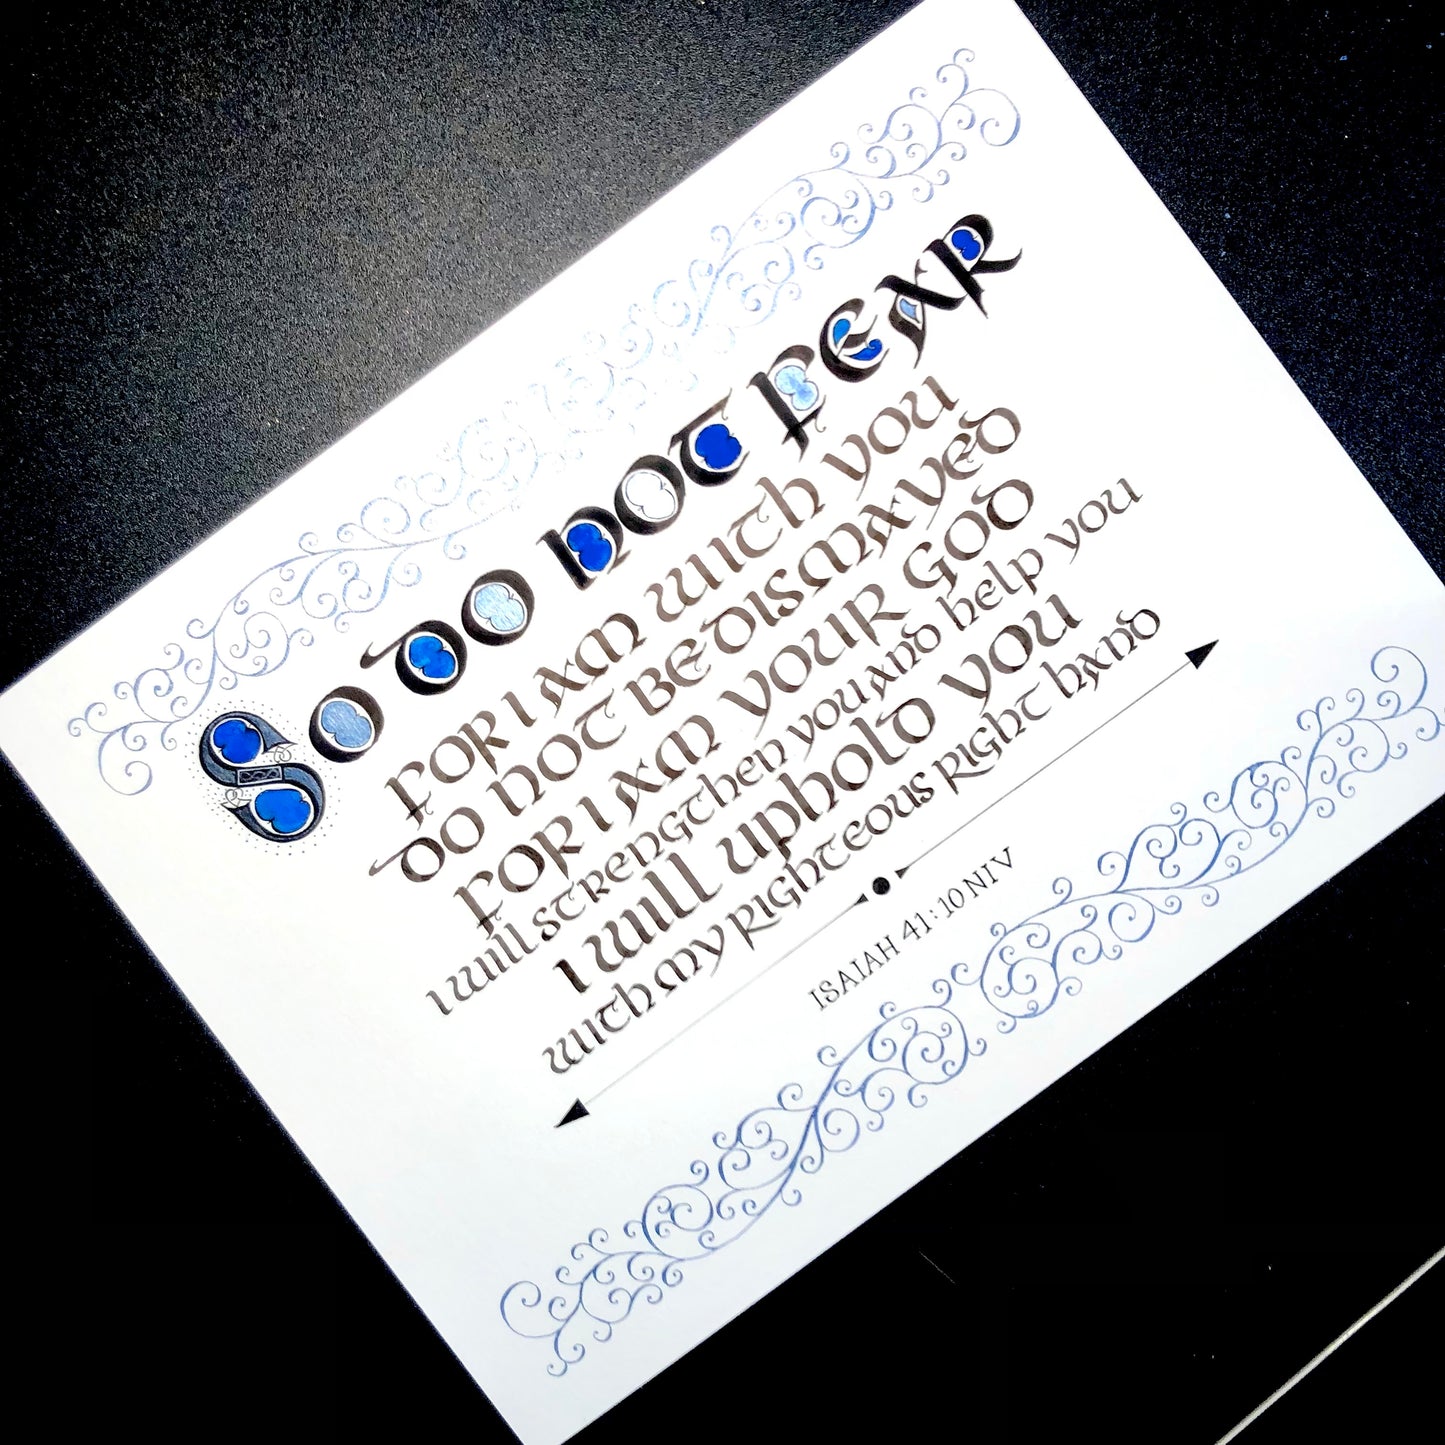 SO DO NOT FEAR
FOR I AM WITH YOU
DO NOT BE DISMAYED
FOR I AM YOUR GOD
I WILL STRENGTHEN YOU AND HELP YOU
I WILL UPHOLD YOU
WITH MY RIGHTEOUS RIGHT HAND
ISAIAH 41:10 NIV